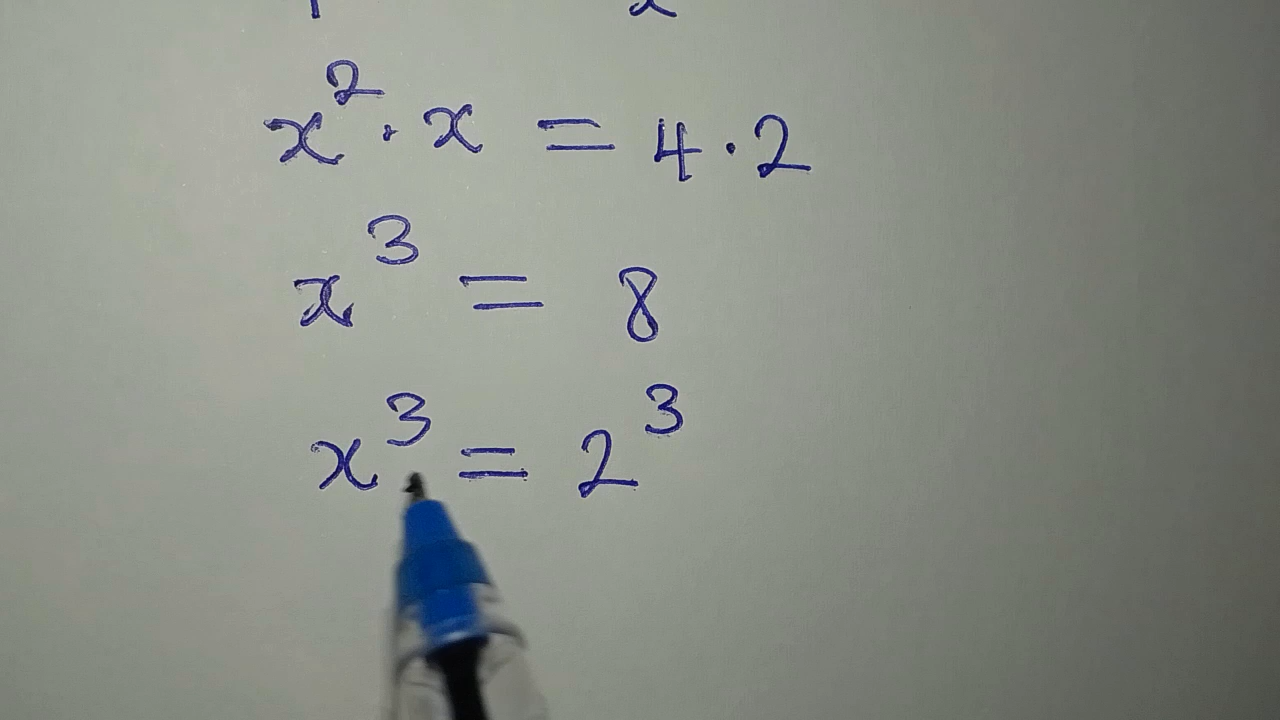 x² · x = 4 · 2
x³ = 8
x³ = 2³